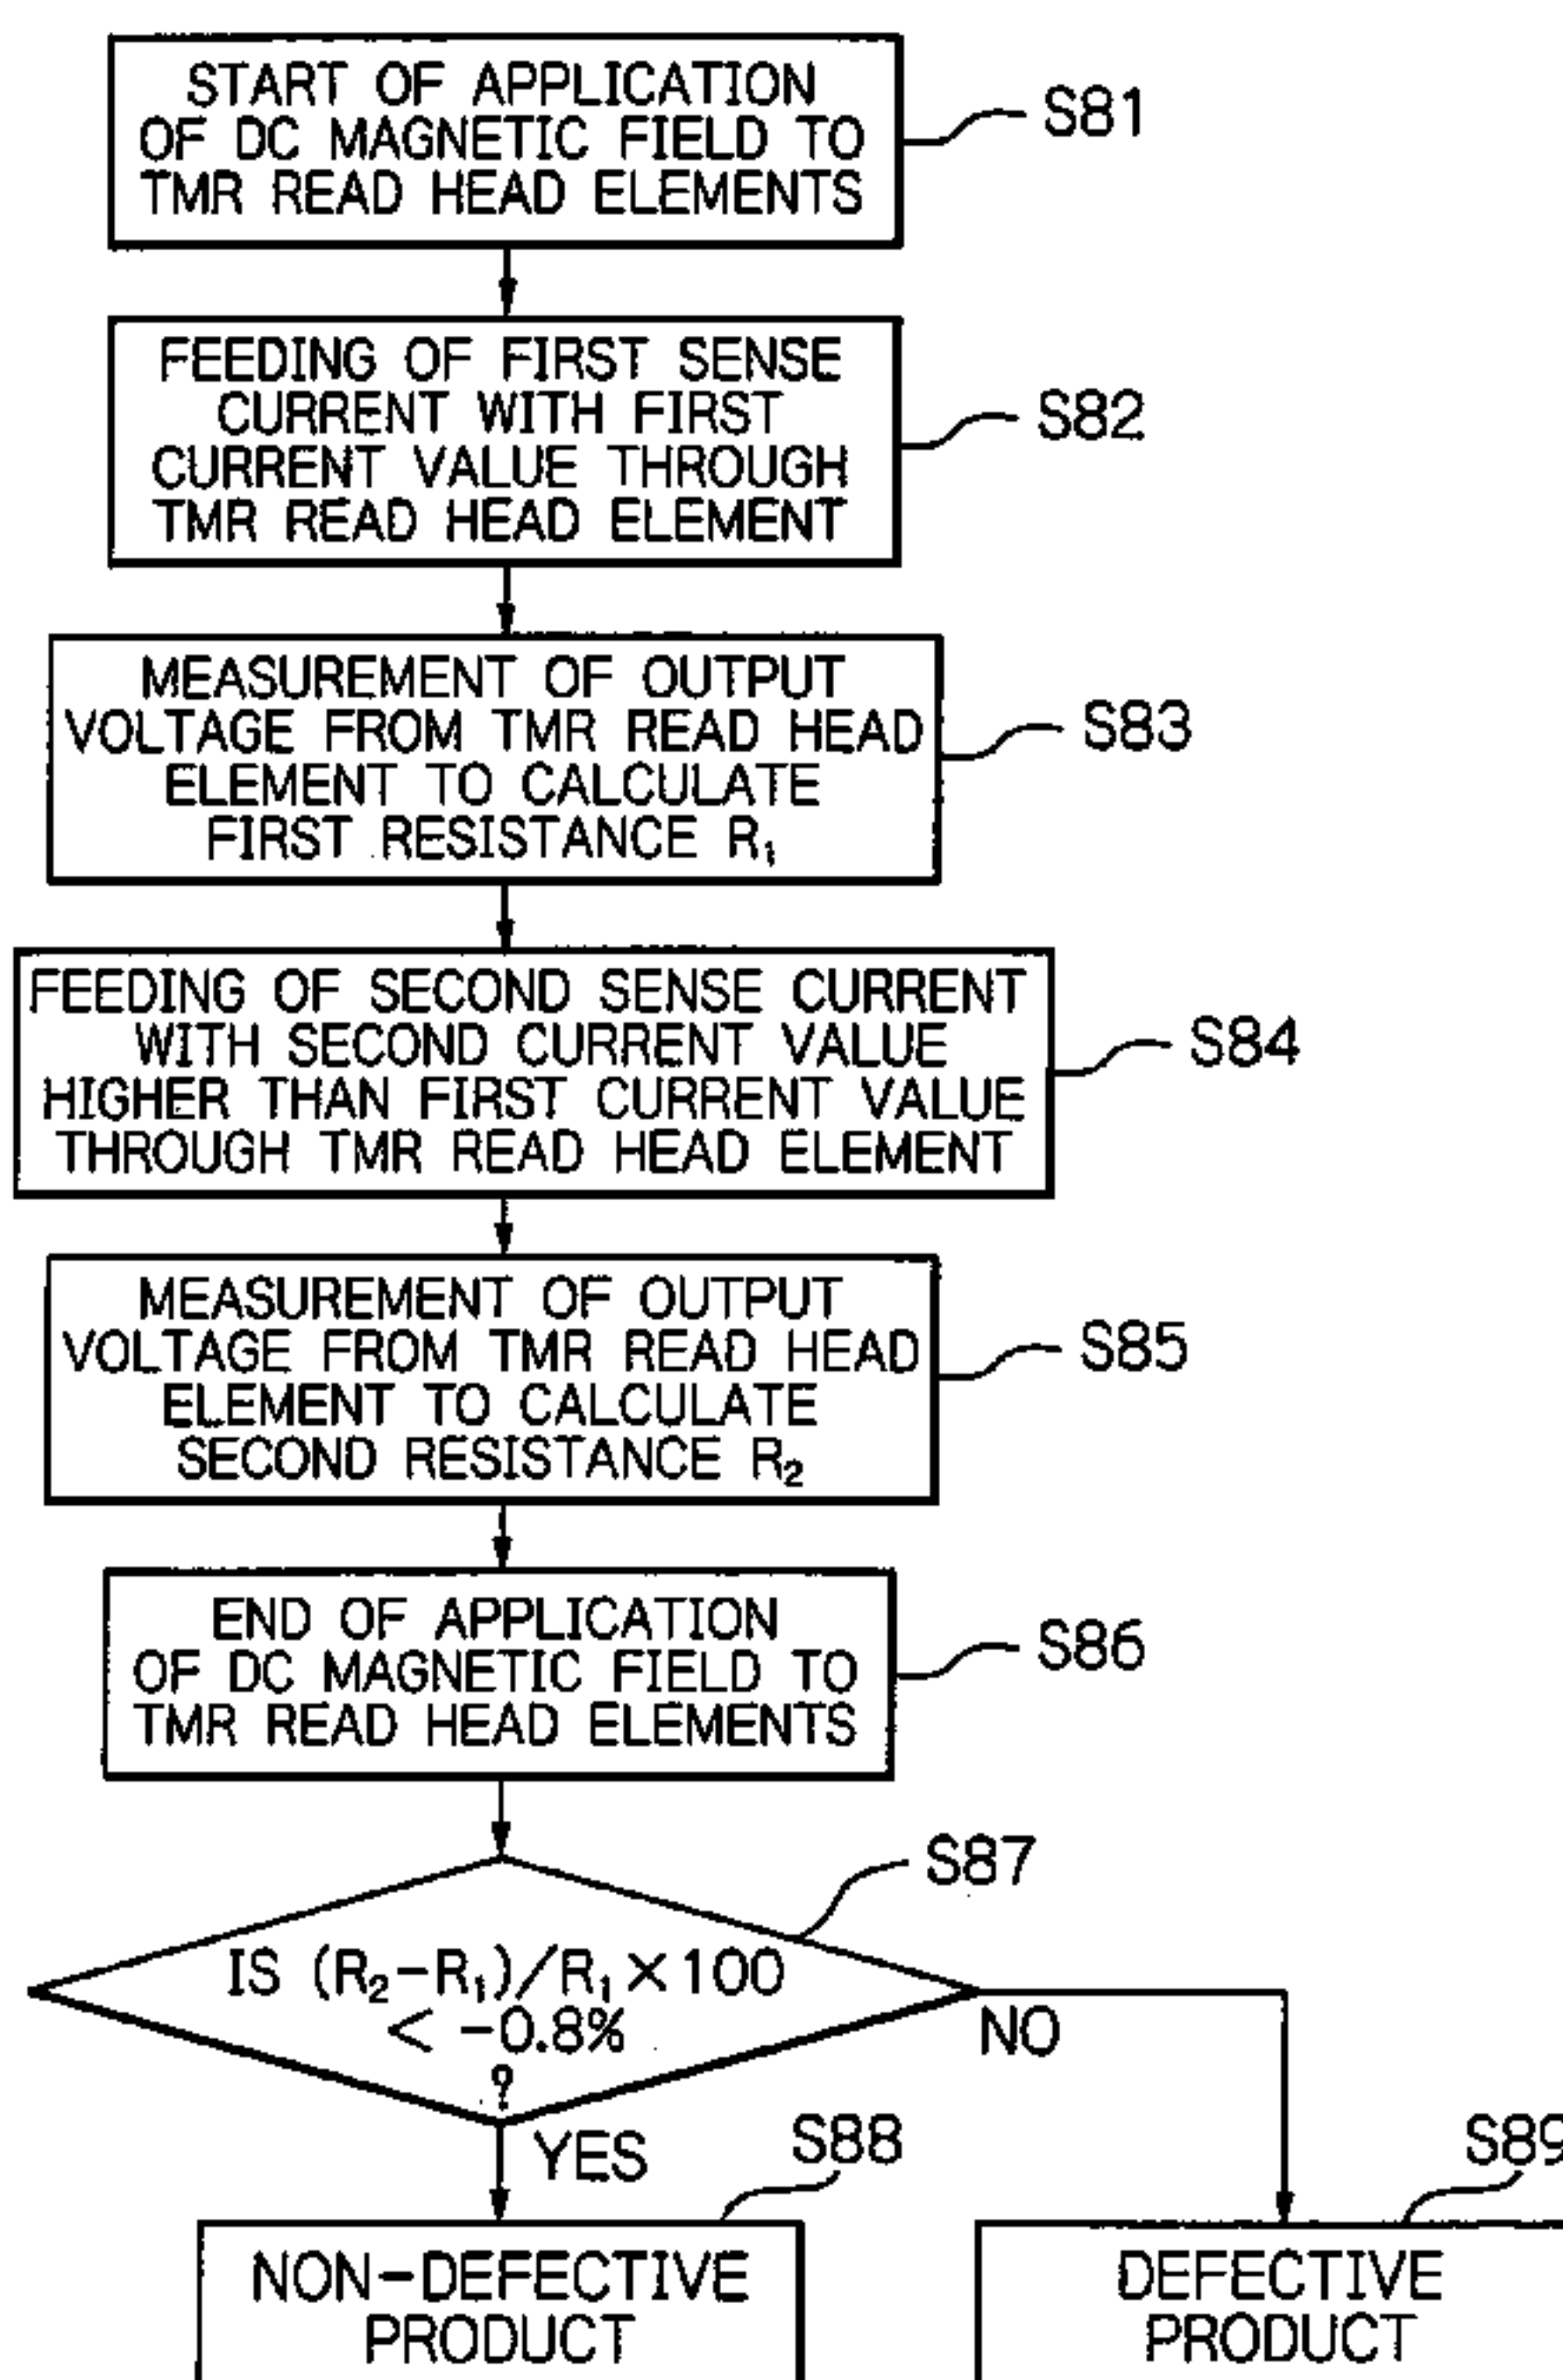 START OF APPLICATION
OF DC MAGNETIC FIELD TO
TMR READ HEAD ELEMENTS
S81
FEEDING OF FIRST SENSE
CURRENT WITH FIRST
CURRENT VALUE THROUGH
TMR READ HEAD ELEMENT
S82
MEASUREMENT OF OUTPUT
VOLTAGE FROM TMR READ HEAD
ELEMENT TO CALCULATE
FIRST RESISTANCE R₁
S83
FEEDING OF SECOND SENSE CURRENT
WITH SECOND CURRENT VALUE
HIGHER THAN FIRST CURRENT VALUE
THROUGH TMR READ HEAD ELEMENT
S84
MEASUREMENT OF OUTPUT
VOLTAGE FROM TMR READ HEAD
ELEMENT TO CALCULATE
SECOND RESISTANCE R₂
S85
END OF APPLICATION
OF DC MAGNETIC FIELD TO
TMR READ HEAD ELEMENTS
S86
S87
IS (R₂-R₁)/R₁×100
< -0.8%
?
NO
YES
S88
NON-DEFECTIVE
PRODUCT
S89
DEFECTIVE
PRODUCT